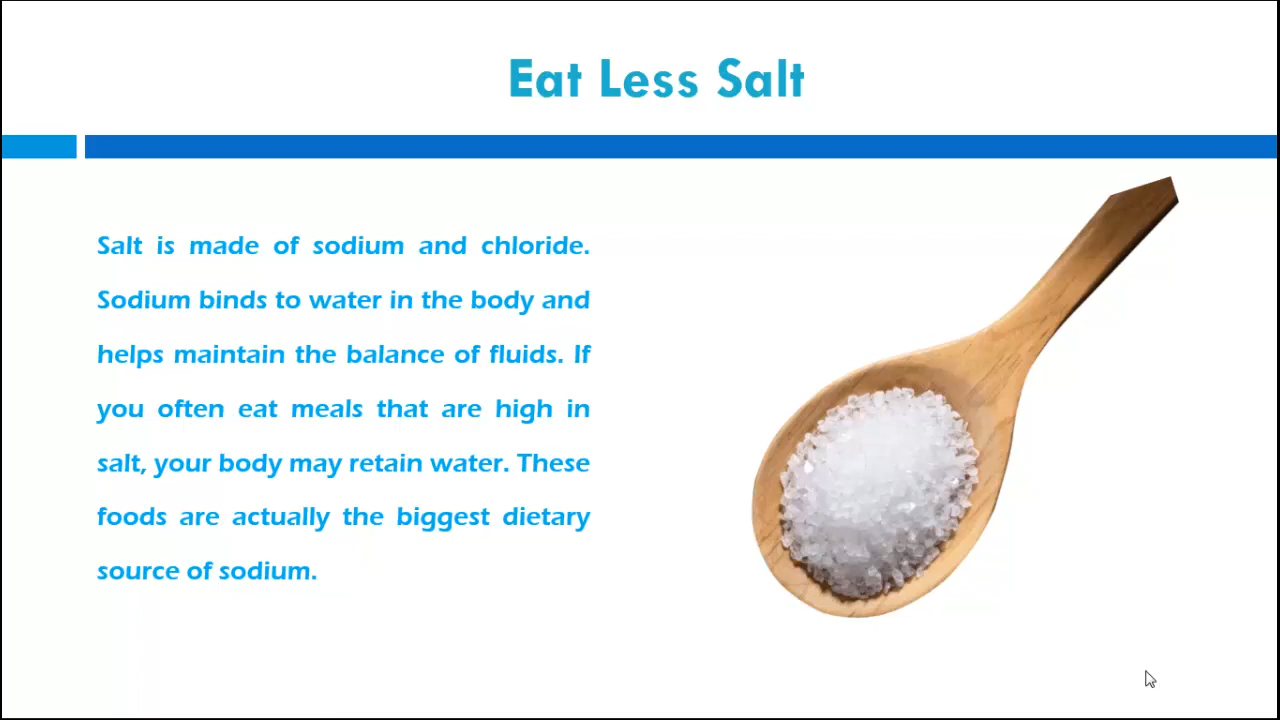 Eat Less Salt
Salt is made of sodium and chloride.
Sodium binds to water in the body and
helps maintain the balance of fluids. If
you often eat meals that are high in
salt, your body may retain water. These
foods are actually the biggest dietary
source of sodium.